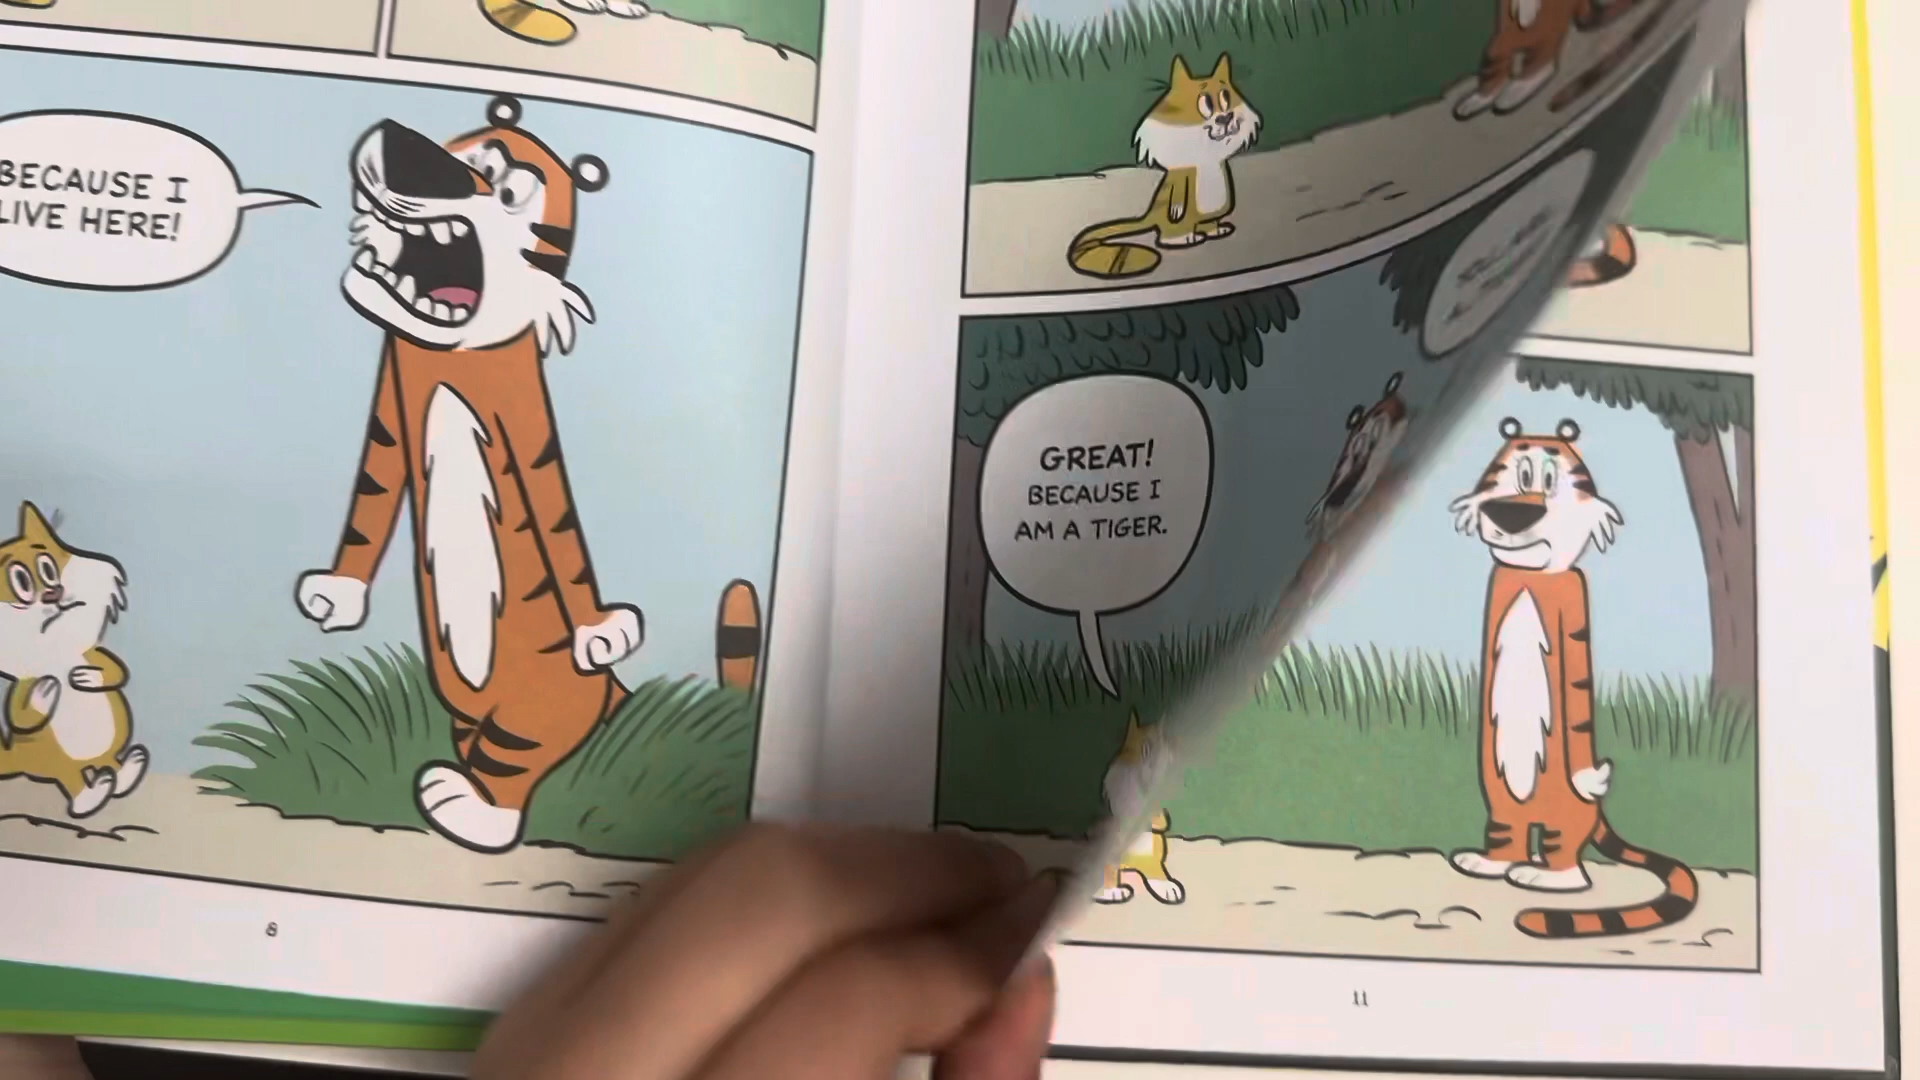 BECAUSE I
LIVE HERE!
8
GREAT!
BECAUSE I
AM A TIGER.
11